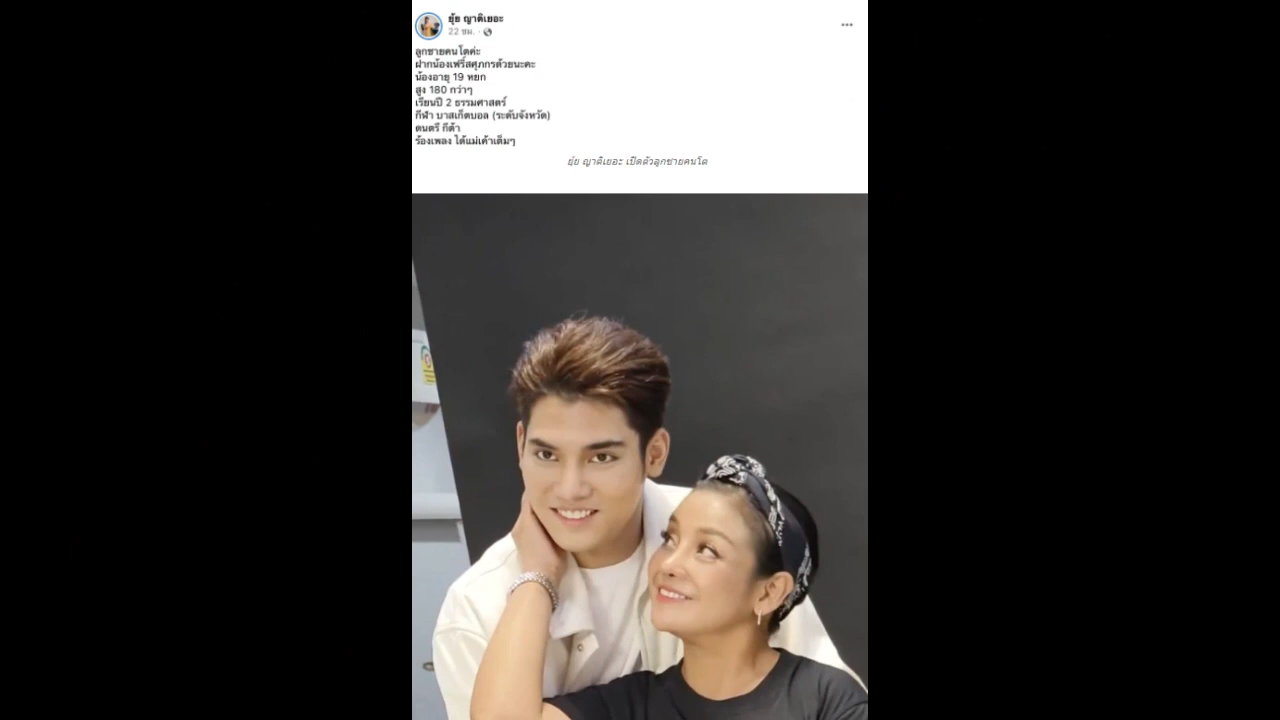 ยุ้ย ญาติเยอะ
22 ชม. ·
ลูกชายคนโตค่ะ
ฝากน้องเฟริ์สศุภกรด้วยนะคะ
น้องอายุ 19 หยก
สูง 180 กว่าๆ
เรียนปี 2 ธรรมศาสตร์
กีฬา บาสเก็ตบอล (ระดับจังหวัด)
ดนตรี กีต้า
ร้องเพลง ได้แม่เค้าเต็มๆ
ยุ้ย ญาติเยอะ เปิดตัวลูกชายคนโต